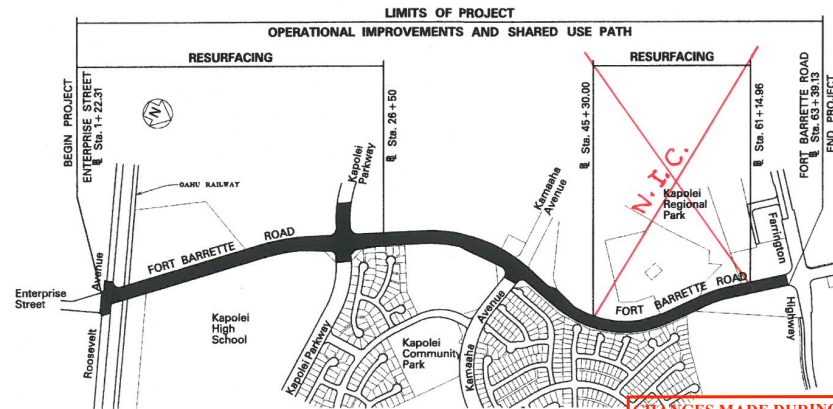 LIMITS OF PROJECT
OPERATIONAL IMPROVEMENTS AND SHARED USE PATH
RESURFACING
RESURFACING
BEGIN PROJECT
ENTERPRISE STREET
℄ Sta. 1+22.31
℄ Sta. 26+50
℄ Sta. 45+30.00
℄ Sta. 61+14.96
FORT BARRETTE ROAD
℄ Sta. 63+39.13
END PROJECT
N
OAHU RAILWAY
Kapolei
Parkway
Kamaaha
Avenue
N.I.C.
Kapolei
Regional
Park
Farrington
Highway
FORT BARRETTE ROAD
FORT BARRETTE ROAD
Enterprise
Street
Roosevelt Avenue
Kapolei
High
School
Kapolei Parkway
Kapolei
Community
Park
Kamaaha Avenue
CHANGES MADE DURING